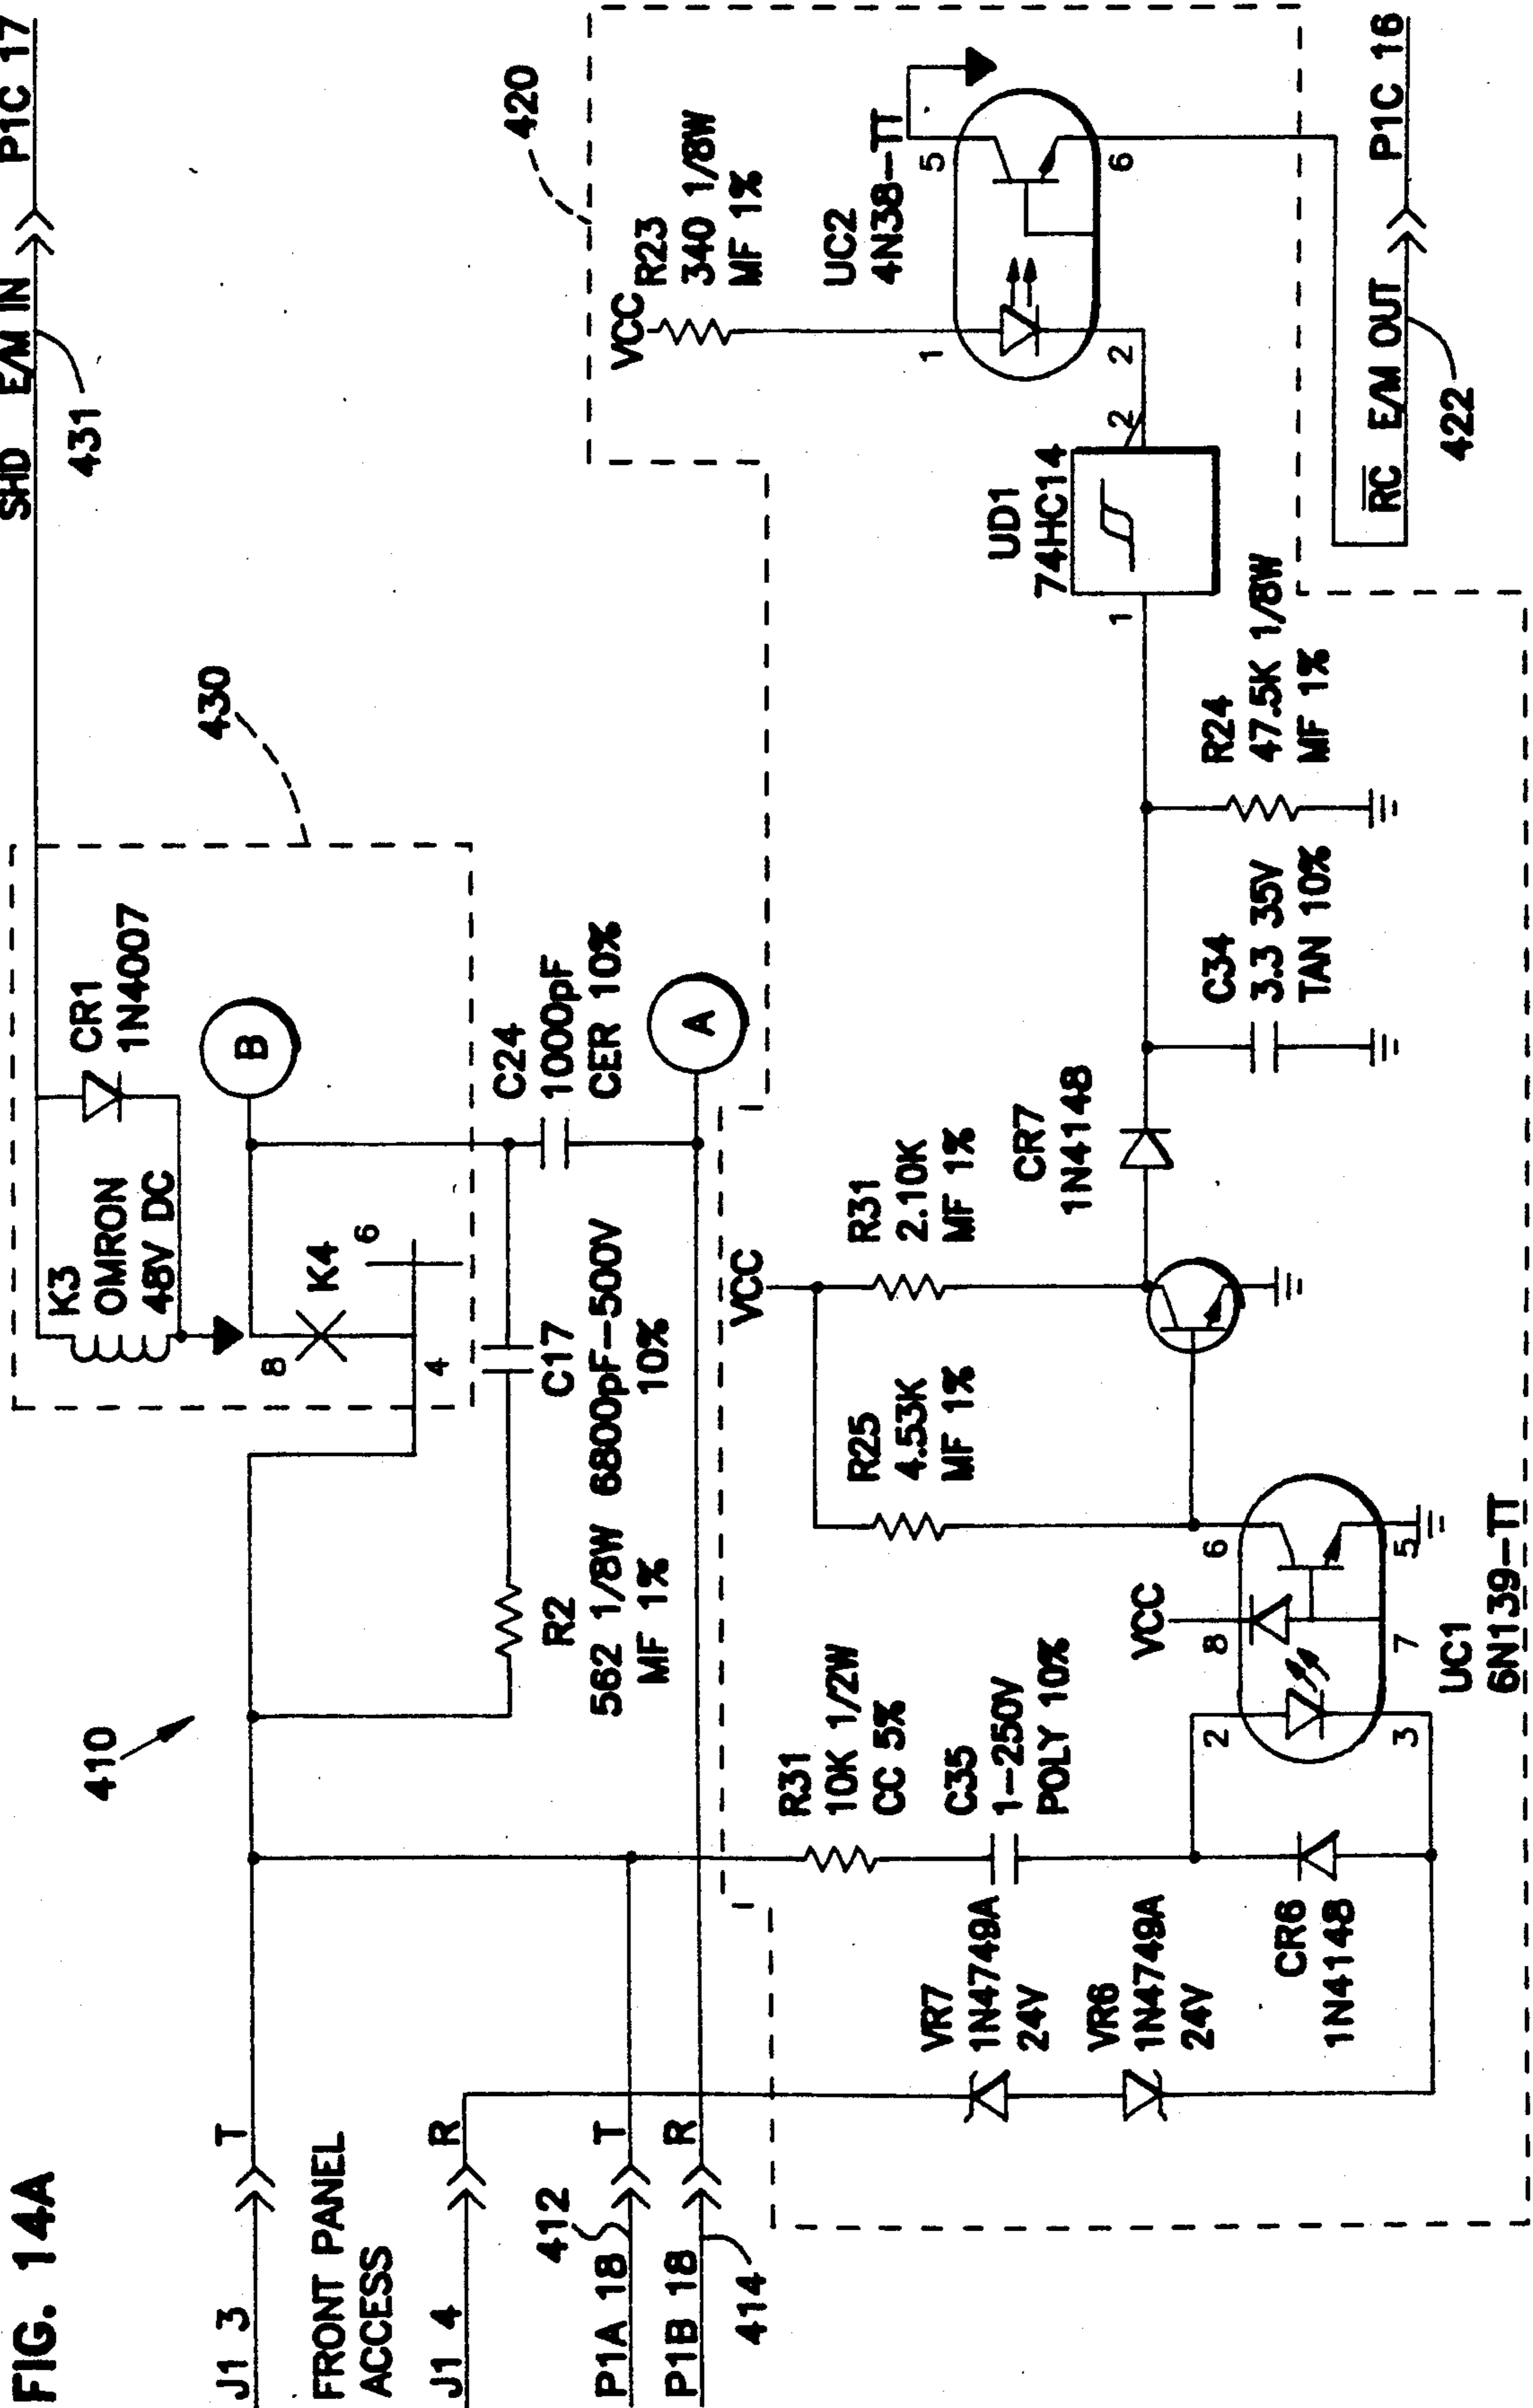 FIG. 14A
J1 3
T
FRONT PANEL
ACCESS
J1 4
R
P1A 18
412
T
P1B 18
R
414
410
SHD E/M IN
P1C 17
431
430
K3
OMRON
48V DC
CR1
1N4007
B
8
K4
6
4
R2
562 1/8W
MF 1%
C17
6800pF-500V
10%
C24
1000pF
CER 10%
A
420
R31
10K 1/2W
CC 5%
C35
1-250V
POLY 10%
VR7
1N4749A
24V
VR6
1N4749A
24V
CR6
1N4148
2
3
VCC
8
7
6
5
UC1
6N139-TT
VCC
R25
4.53K
MF 1%
R31
2.10K
MF 1%
CR7
1N4148
C34
3.3 35V
TAN 10%
R24
47.5K 1/8W
MF 1%
UD1
74HC14
1
2
VCC
R23
340 1/8W
MF 1%
UC2
4N38-TT
1
2
5
6
R̅C̅ E/M OUT
P1C 16
422